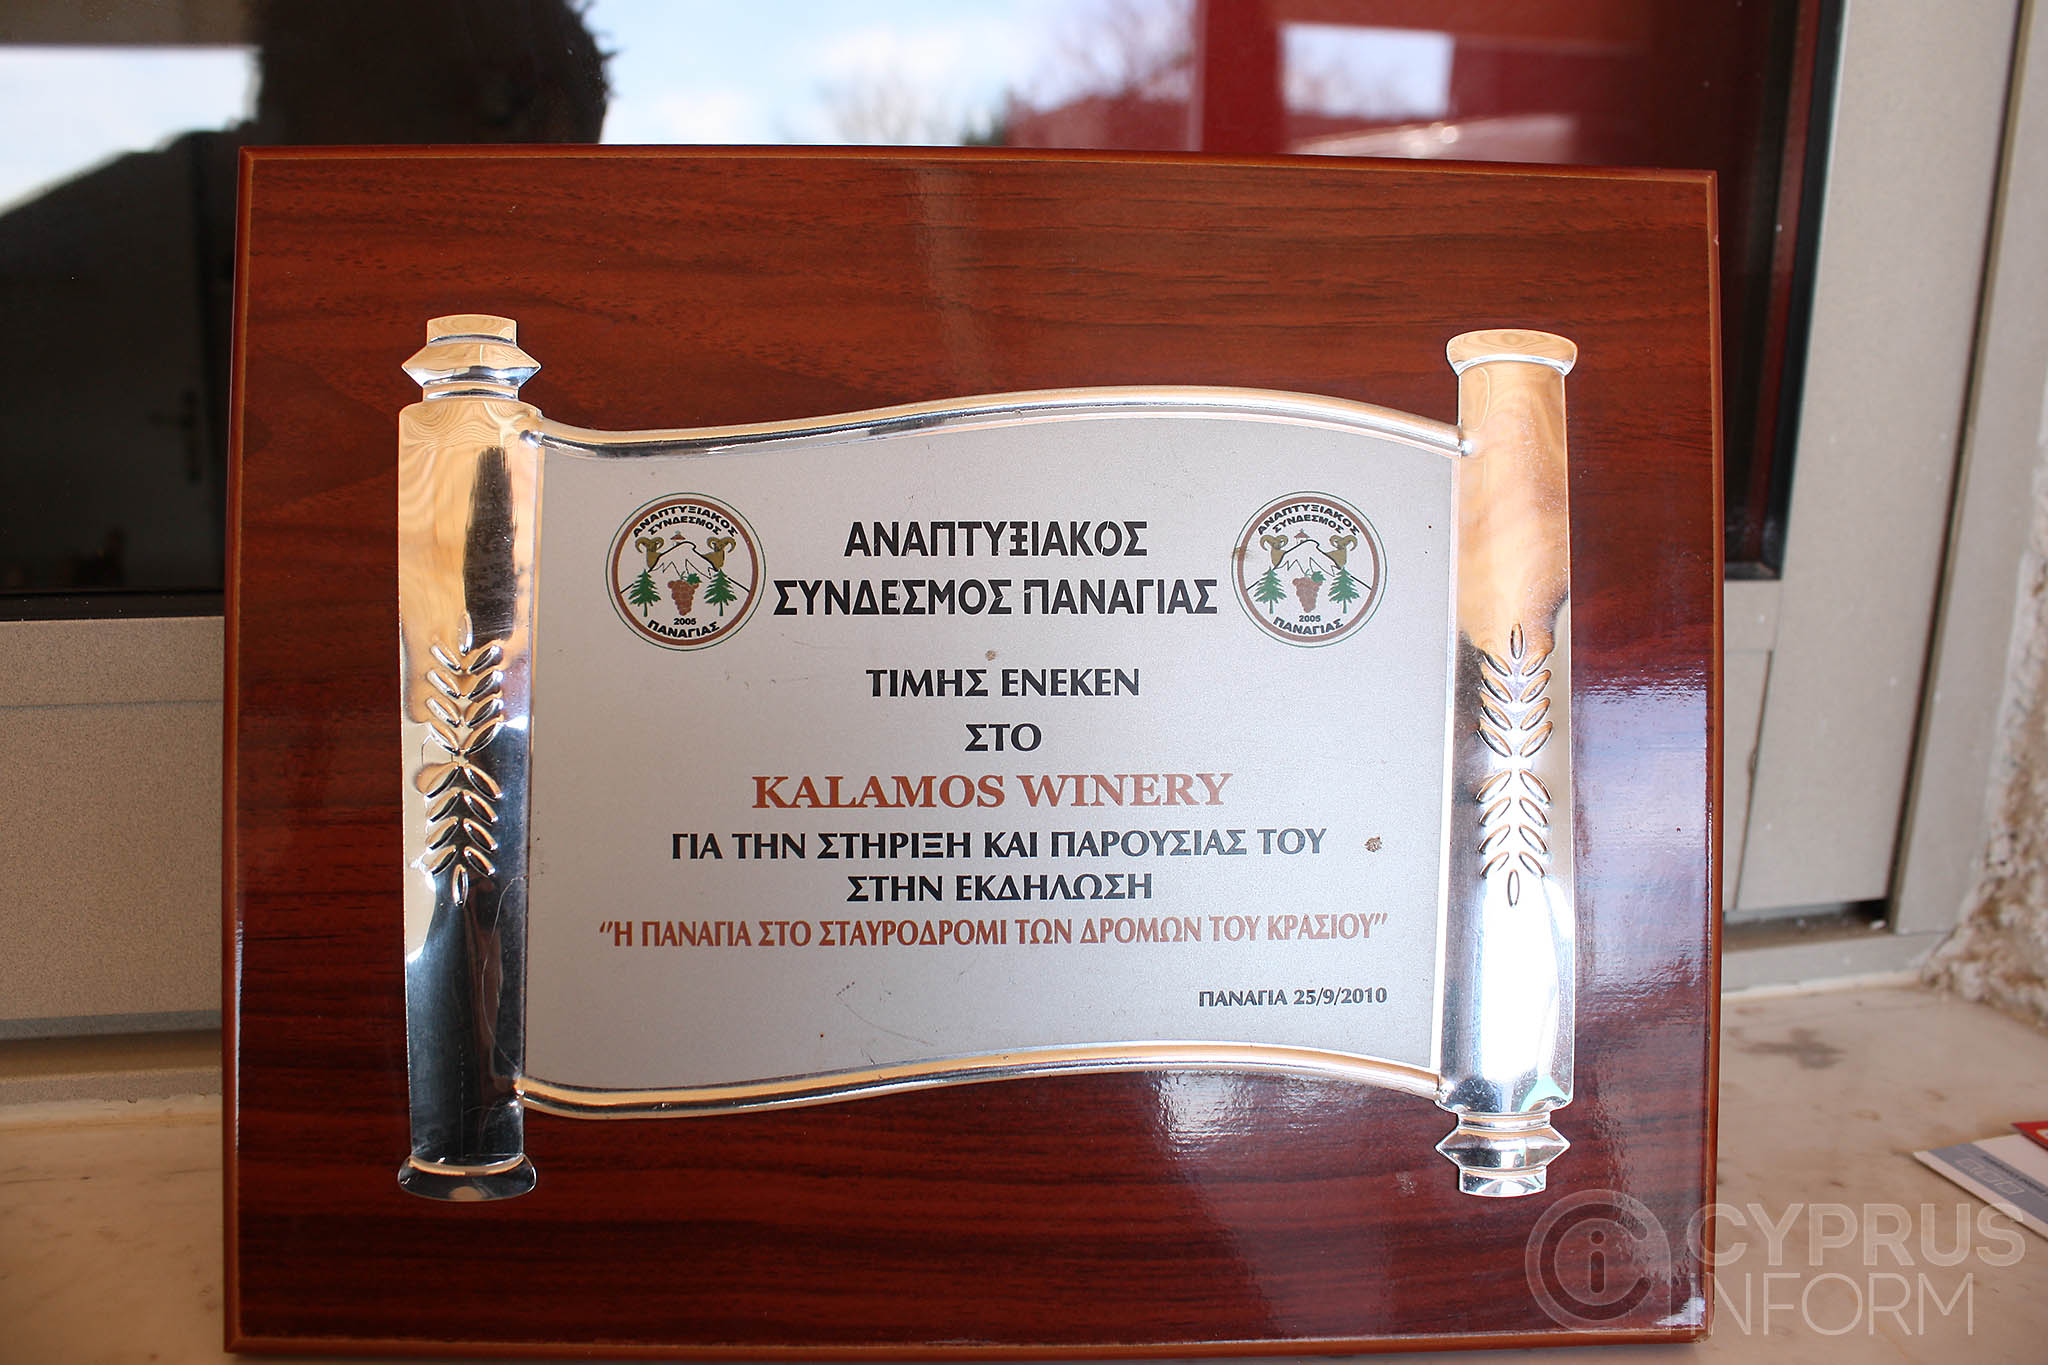 ΑΝΑΠΤΥΞΙΑΚΟΣ
ΣΥΝΔΕΣΜΟΣ
2005
ΠΑΝΑΓΙΑΣ
ΑΝΑΠΤΥΞΙΑΚΟΣ
ΣΥΝΔΕΣΜΟΣ ΠΑΝΑΓΙΑΣ
ΑΝΑΠΤΥΞΙΑΚΟΣ
ΣΥΝΔΕΣΜΟΣ
2005
ΠΑΝΑΓΙΑΣ
ΤΙΜΗΣ ΕΝΕΚΕΝ
ΣΤΟ
KALAMOS WINERY
ΓΙΑ ΤΗΝ ΣΤΗΡΙΞΗ ΚΑΙ ΠΑΡΟΥΣΙΑΣ ΤΟΥ
ΣΤΗΝ ΕΚΔΗΛΩΣΗ
‘’Η ΠΑΝΑΓΙΑ ΣΤΟ ΣΤΑΥΡΟΔΡΟΜΙ ΤΩΝ ΔΡΟΜΩΝ ΤΟΥ ΚΡΑΣΙΟΥ’’
ΠΑΝΑΓΙΑ 25/9/2010
CYPRUS
iNFORM